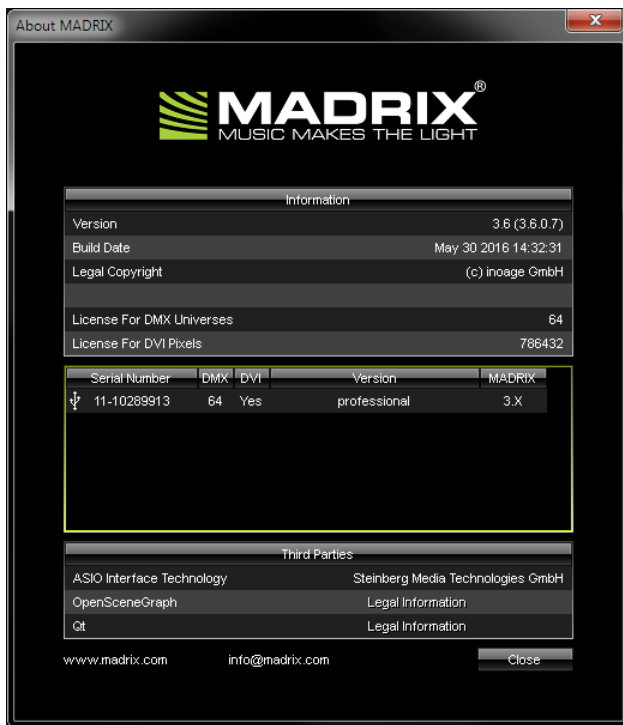 About MADRIX
MADRIX®
MUSIC MAKES THE LIGHT
Information
Version 3.6 (3.6.0.7)
Build Date May 30 2016 14:32:31
Legal Copyright (c) inoage GmbH
License For DMX Universes 64
License For DVI Pixels 786432
Serial Number DMX DVI Version MADRIX
11-10289913 64 Yes professional 3.X
Third Parties
ASIO Interface Technology Steinberg Media Technologies GmbH
OpenSceneGraph Legal Information
Qt Legal Information
www.madrix.com info@madrix.com Close